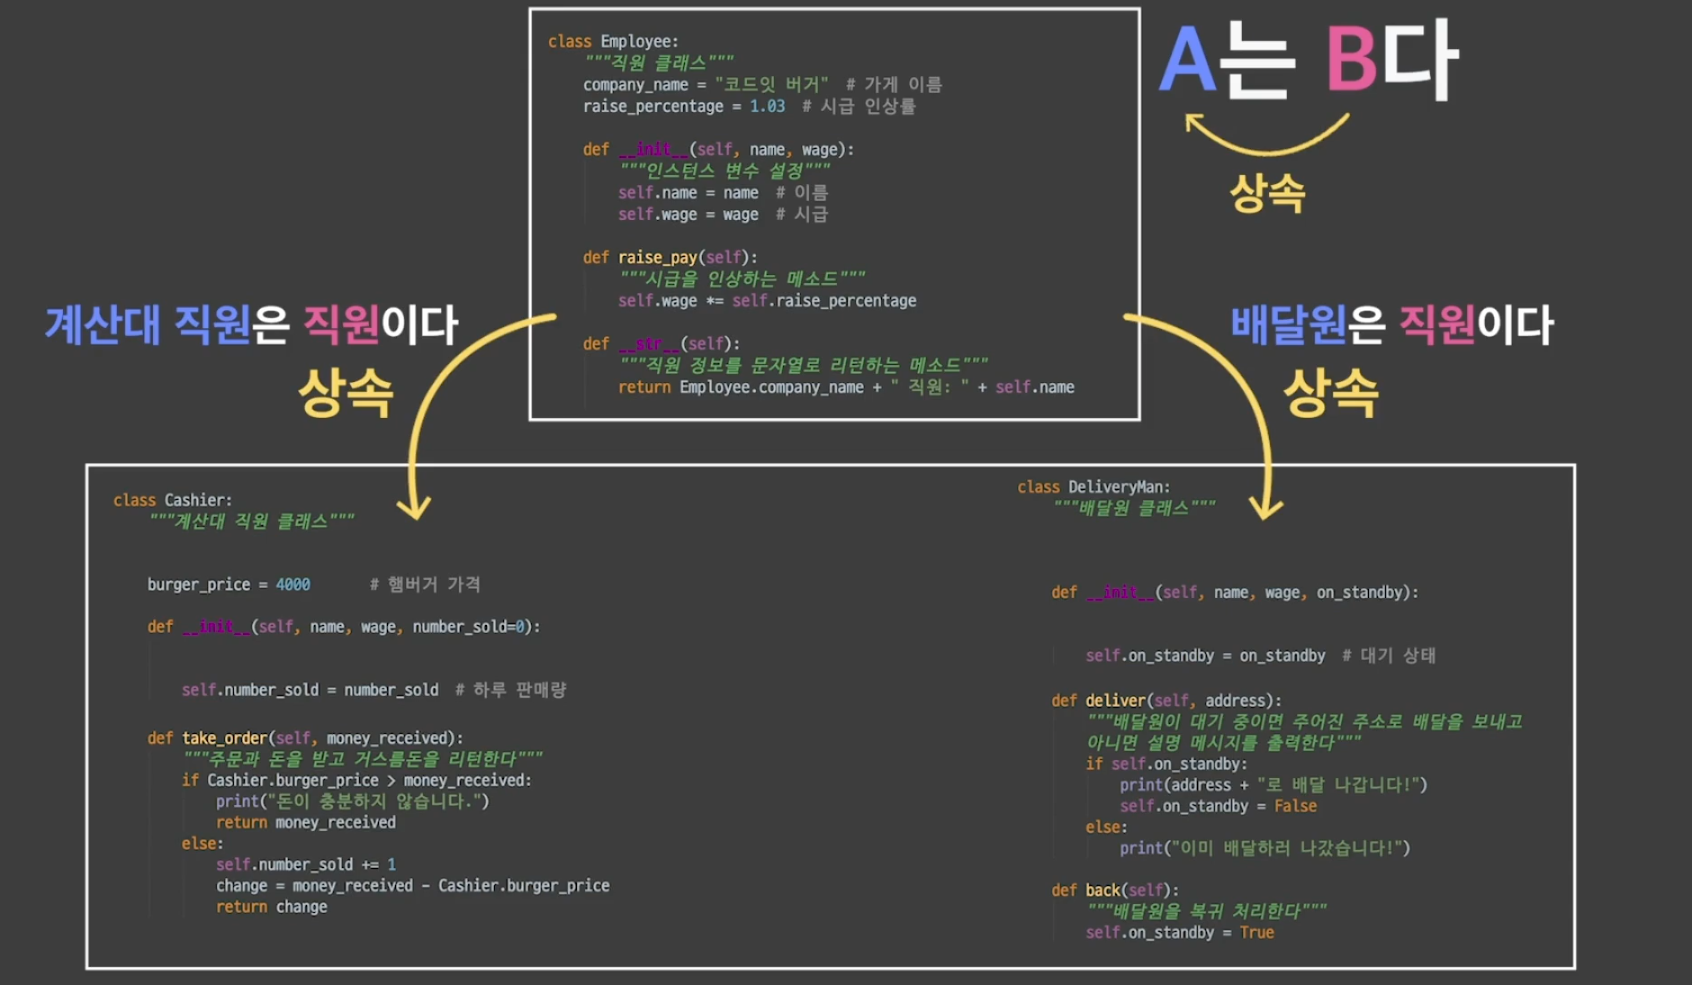 class Employee:
"""직원 클래스"""
company_name = "코드잇 버거"  # 가게 이름
raise_percentage = 1.03  # 시급 인상률
def __init__(self, name, wage):
"""인스턴스 변수 설정"""
self.name = name  # 이름
self.wage = wage  # 시급
def raise_pay(self):
"""시급을 인상하는 메소드"""
self.wage *= self.raise_percentage
def __str__(self):
"""직원 정보를 문자열로 리턴하는 메소드"""
return Employee.company_name + " 직원: " + self.name
A는 B다
상속
계산대 직원은 직원이다
상속
배달원은 직원이다
상속
class Cashier:
"""계산대 직원 클래스"""
burger_price = 4000  # 햄버거 가격
def __init__(self, name, wage, number_sold=0):
self.number_sold = number_sold  # 하루 판매량
def take_order(self, money_received):
"""주문과 돈을 받고 거스름돈을 리턴한다"""
if Cashier.burger_price > money_received:
print("돈이 충분하지 않습니다.")
return money_received
else:
self.number_sold += 1
change = money_received - Cashier.burger_price
return change
class DeliveryMan:
"""배달원 클래스"""
def __init__(self, name, wage, on_standby):
self.on_standby = on_standby  # 대기 상태
def deliver(self, address):
"""배달원이 대기 중이면 주어진 주소로 배달을 보내고
아니면 설명 메시지를 출력한다"""
if self.on_standby:
print(address + "로 배달 나갑니다!")
self.on_standby = False
else:
print("이미 배달하러 나갔습니다!")
def back(self):
"""배달원을 복귀 처리한다"""
self.on_standby = True